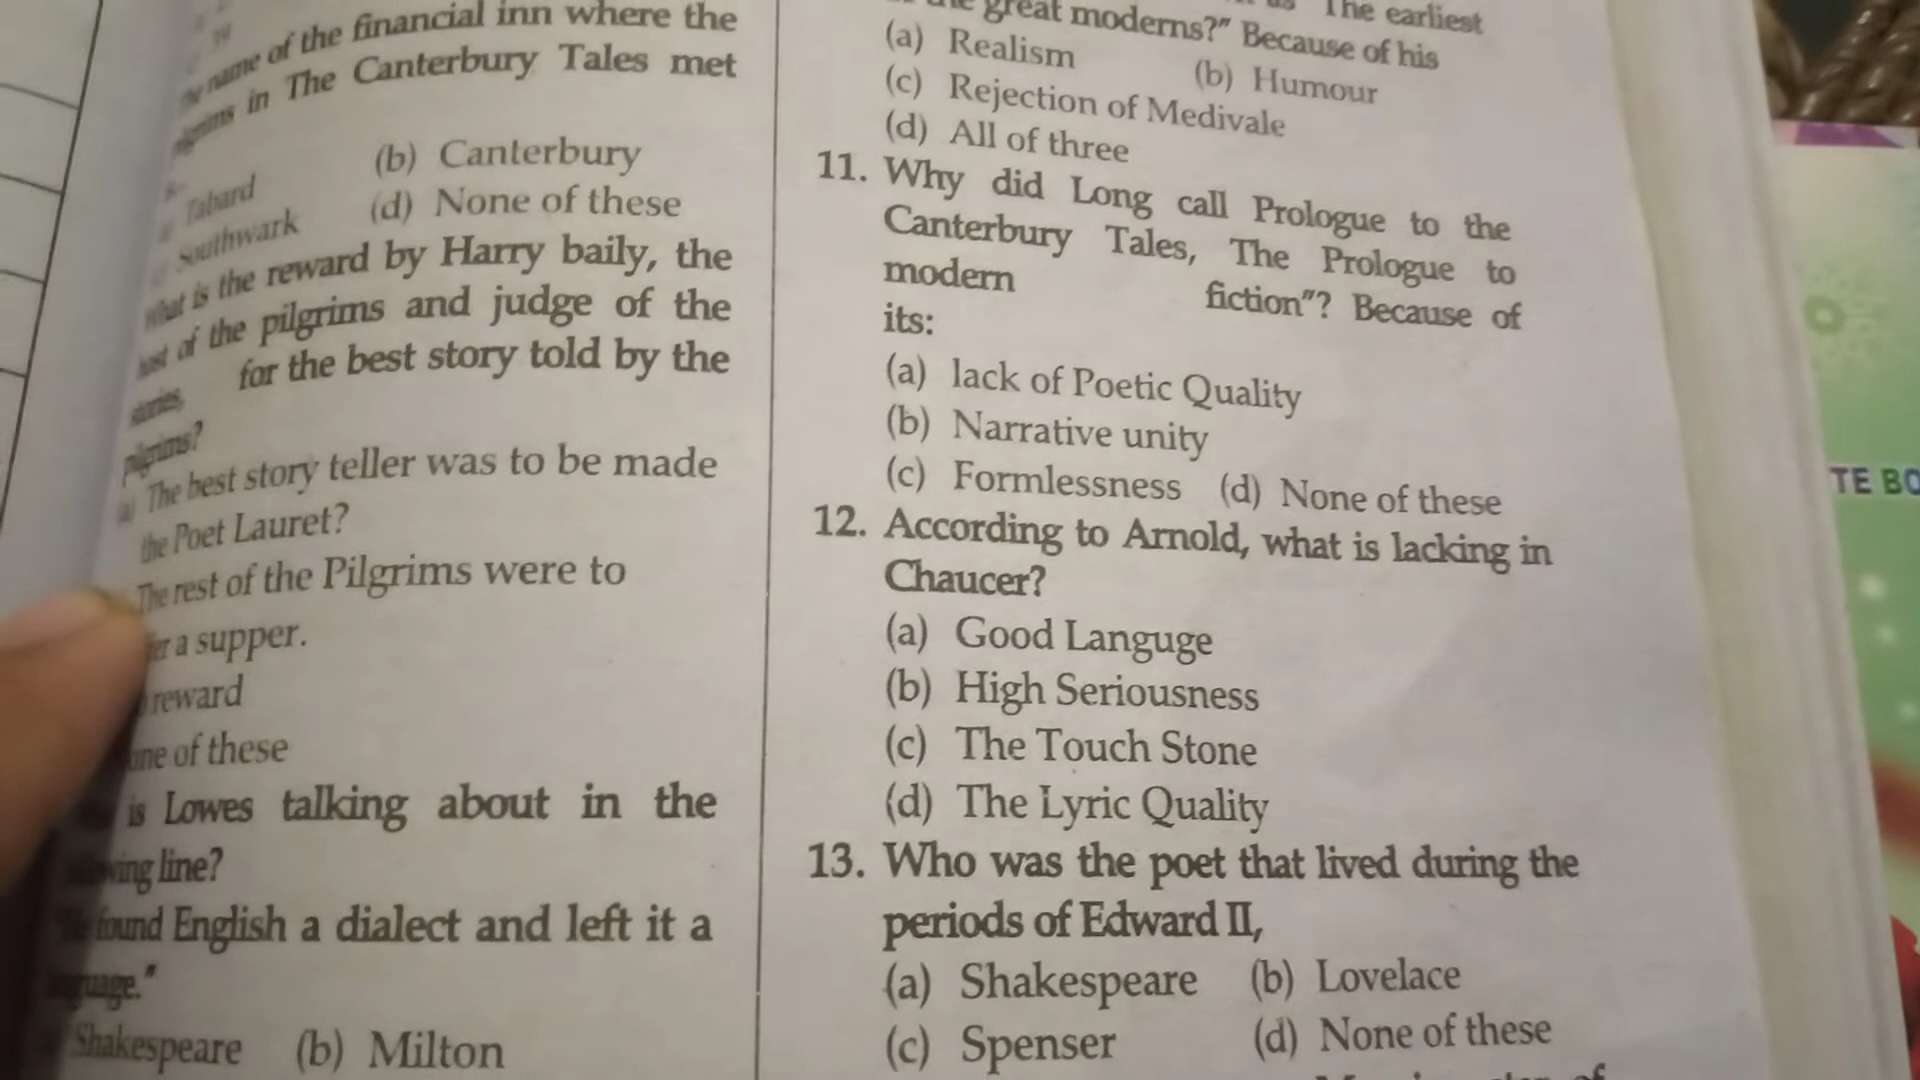 name of the financial inn where the
in The Canterbury Tales met
(b) Canterbury
Tabard
(d) None of these
Southwark
What is the reward by Harry baily, the
host of the pilgrims and judge of the
stories, for the best story told by the
pilgrims?
(a) The best story teller was to be made
the Poet Lauret?
The rest of the Pilgrims were to
a supper.
reward
of these
is Lowes talking about in the
line?
found English a dialect and left it a
Shakespeare (b) Milton
The earliest
great moderns?" Because of his
(a) Realism
(b) Humour
(c) Rejection of Medivale
(d) All of three
11. Why did Long call Prologue to the
Canterbury Tales, The Prologue to
modern fiction"? Because of
its:
(a) lack of Poetic Quality
(b) Narrative unity
(c) Formlessness (d) None of these
12. According to Arnold, what is lacking in
Chaucer?
(a) Good Languge
(b) High Seriousness
(c) The Touch Stone
(d) The Lyric Quality
13. Who was the poet that lived during the
periods of Edward II,
(a) Shakespeare (b) Lovelace
(c) Spenser (d) None of these
TE BO